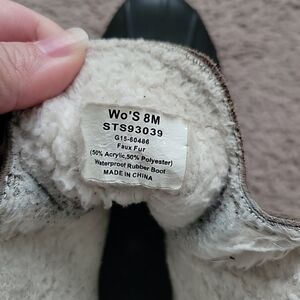 Wo'S 8M
STS93039
G15-60486
Faux Fur
(50% Acrylic,50% Polyester)
Waterproof Rubber Boot
MADE IN CHINA